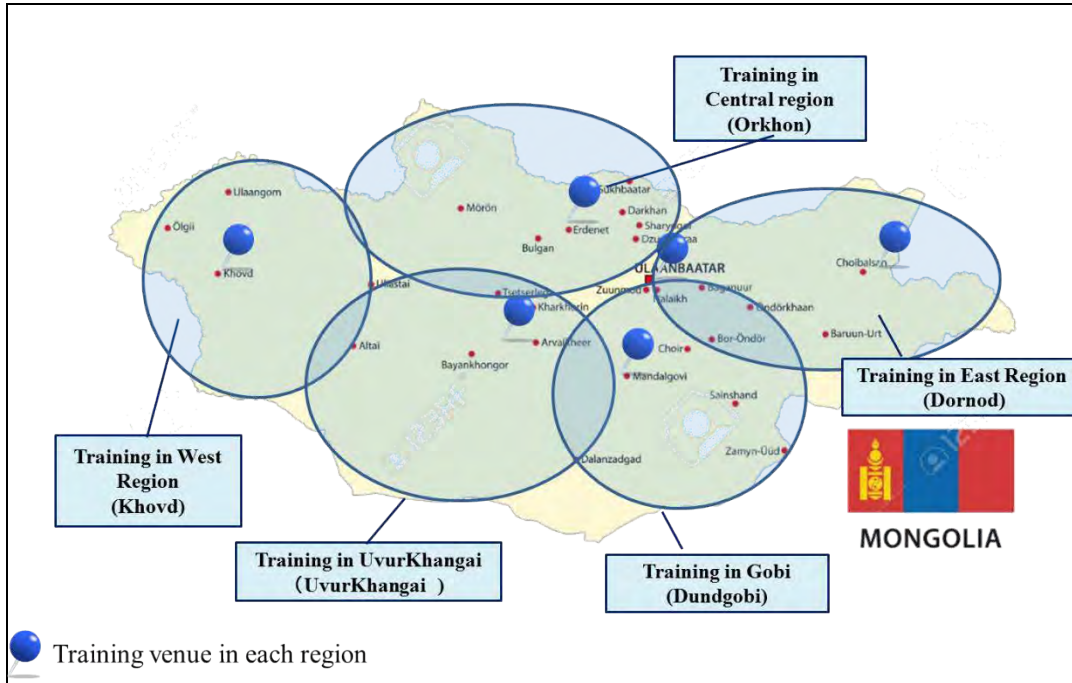 Training in
Central region
(Orkhon)
Ulaangom
Ölgii
Khovd
Mörön
Sukhbaatar
Darkhan
Sharyngol
Erdenet
Bulgan
ULAANBAATAR
Choibalsan
Uliastai
Tsetserleg
Kharkhorin
Zuunmod
Nalaikh
Baganuur
Öndörkhaan
Altai
Bayankhongor
Arvaikheer
Choir
Bor-Öndör
Baruun-Urt
Mandalgovi
Sainshand
Training in East Region
(Dornod)
Dalanzadgad
Zamyn-Üüd
Training in West
Region
(Khovd)
MONGOLIA
Training in UvurKhangai
(UvurKhangai )
Training in Gobi
(Dundgobi)
Training venue in each region